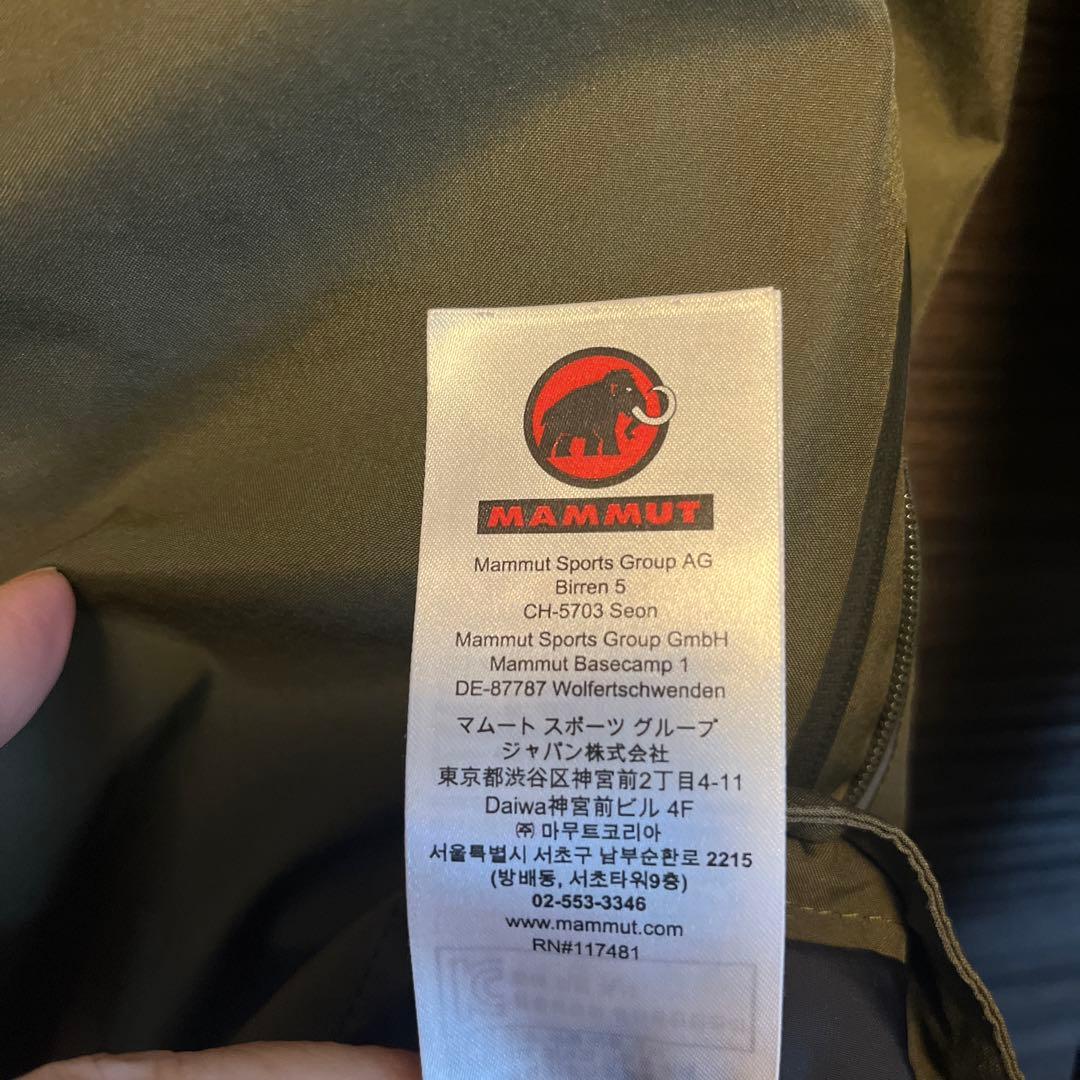 MAMMUT
Mammut Sports Group AG
Birren 5
CH-5703 Seon
Mammut Sports Group GmbH
Mammut Basecamp 1
DE-87787 Wolfertschwenden
マムート スポーツ グループ
ジャパン株式会社
東京都渋谷区神宮前2丁目4-11
Daiwa神宮前ビル 4F
㈜ 마무트코리아
서울특별시 서초구 남부순환로 2215
(방배동, 서초타워9층)
02-553-3346
www.mammut.com
RN#117481